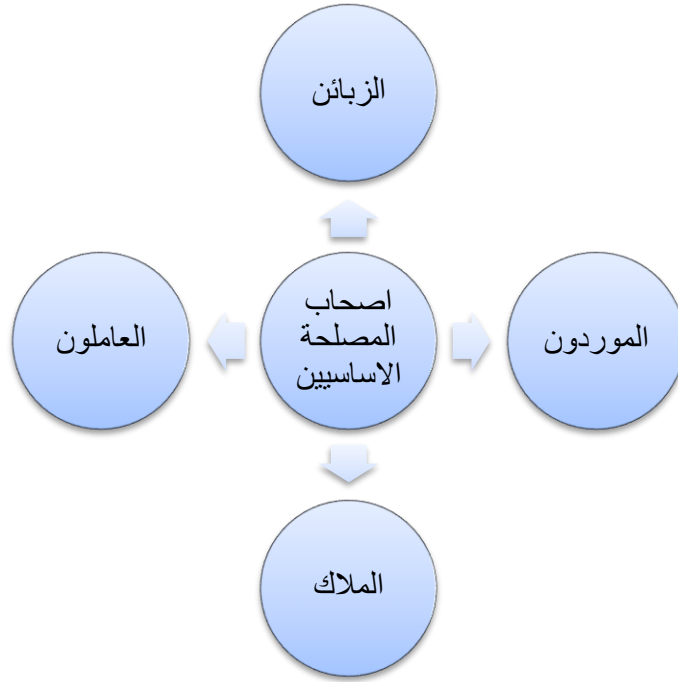 الزبائن
اصحاب
المصلحة
الاساسيين
الموردون
العاملون
الملاك